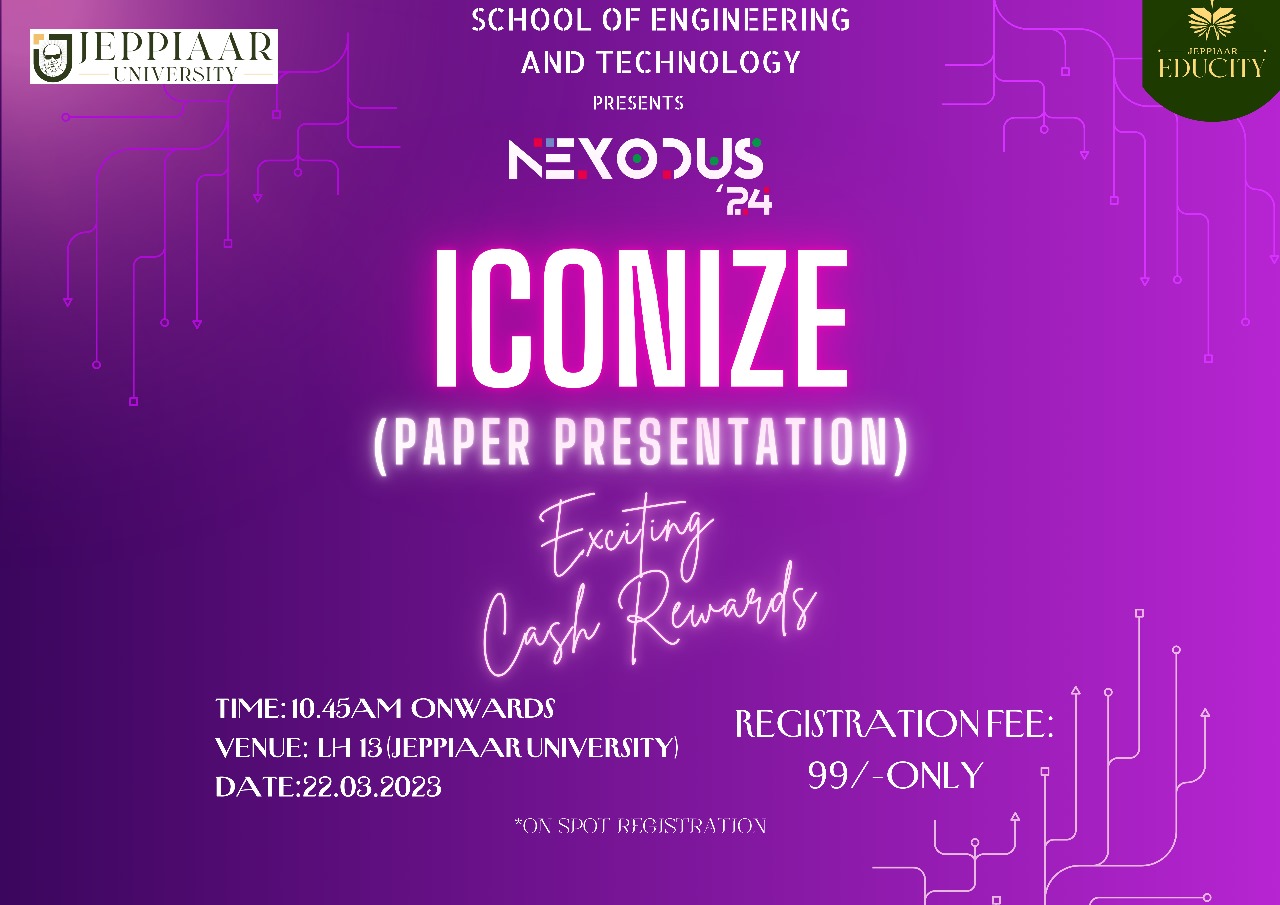 JEPPIAAR
UNIVERSITY
SCHOOL OF ENGINEERING
AND TECHNOLOGY
PRESENTS
JEPPIAAR
EDUCITY
NEXODUS
'24
ICONIZE
(PAPER PRESENTATION)
Exciting
Cash Rewards
TIME:10.45AM ONWARDS
VENUE: LH 13(JEPPIAAR UNIVERSITY)
DATE:22.03.2023
REGISTRATION FEE:
99/-ONLY
*ON SPOT REGISTRATION